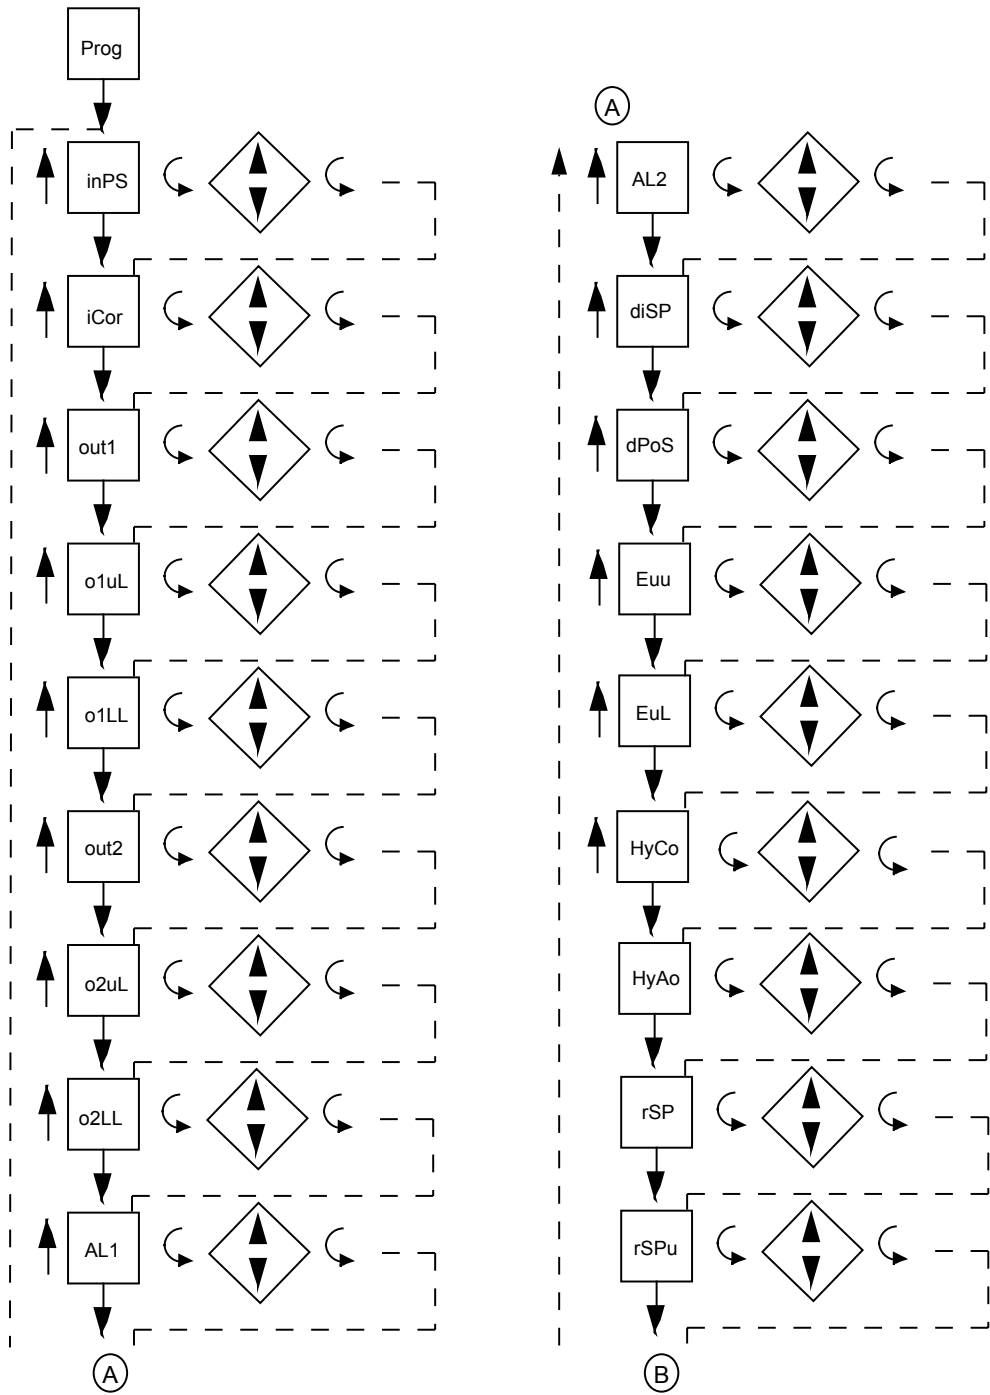 Prog
inPS
iCor
out1
o1uL
o1LL
out2
o2uL
o2LL
AL1
A
A
AL2
diSP
dPoS
Euu
EuL
HyCo
HyAo
rSP
rSPu
B